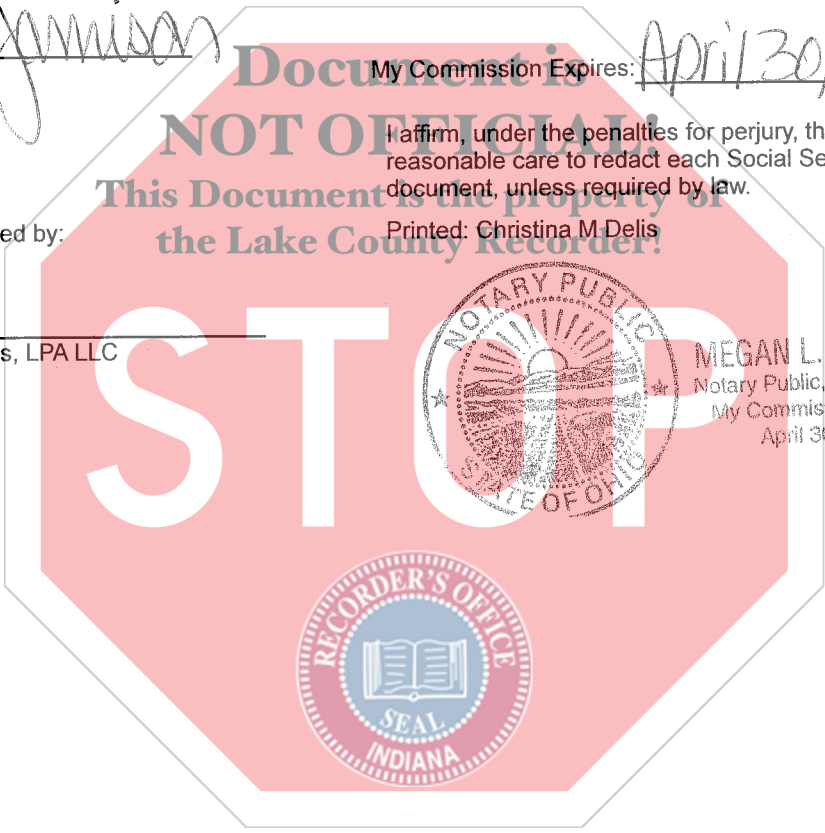 Jamison
My Commission Expires: April 30,
Document is
NOT OFFICIAL!
This Document is the property of
the Lake County Recorder!
I affirm, under the penalties for perjury, th
reasonable care to redact each Social Se
document, unless required by law.
ed by:
Printed: Christina M Delis
s, LPA LLC
NOTARY PUBLIC
STATE OF OHIO
MEGAN L.
Notary Public,
My Commis
April 30
STOP
RECORDER'S OFFICE
SEAL
INDIANA